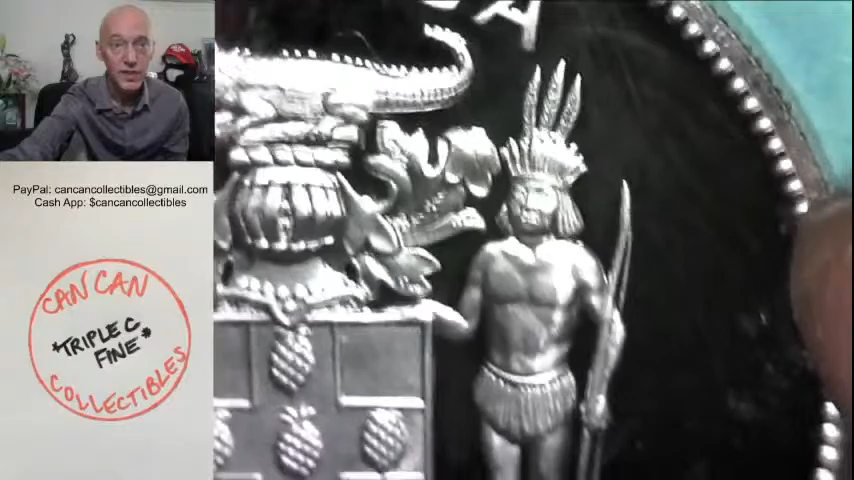 PayPal: cancancollectibles@gmail.com
Cash App: $cancancollectibles
CAN CAN
*TRIPLE C
FINE*
COLLECTIBLES